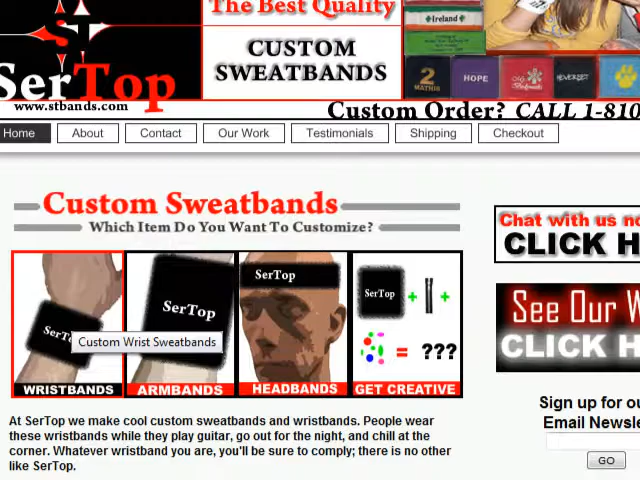 The Best Quality
CUSTOM
SWEATBANDS
Ireland
2
MATHIS
HOPE
SerTop
www.stbands.com
Custom Order? CALL 1-810
Home
About
Contact
Our Work
Testimonials
Shipping
Checkout
Custom Sweatbands
Which Item Do You Want To Customize?
Chat with us no
CLICK H
SerT
SerTop
SerTop
SerTop
Custom Wrist Sweatbands
= ???
WRISTBANDS
ARMBANDS
HEADBANDS
GET CREATIVE
See Our W
CLICK H
At SerTop we make cool custom sweatbands and wristbands. People wear
these wristbands while they play guitar, go out for the night, and chill at the
corner. Whatever wristband you are, you'll be sure to comply; there is no other
like SerTop.
Sign up for ou
Email Newsle
GO